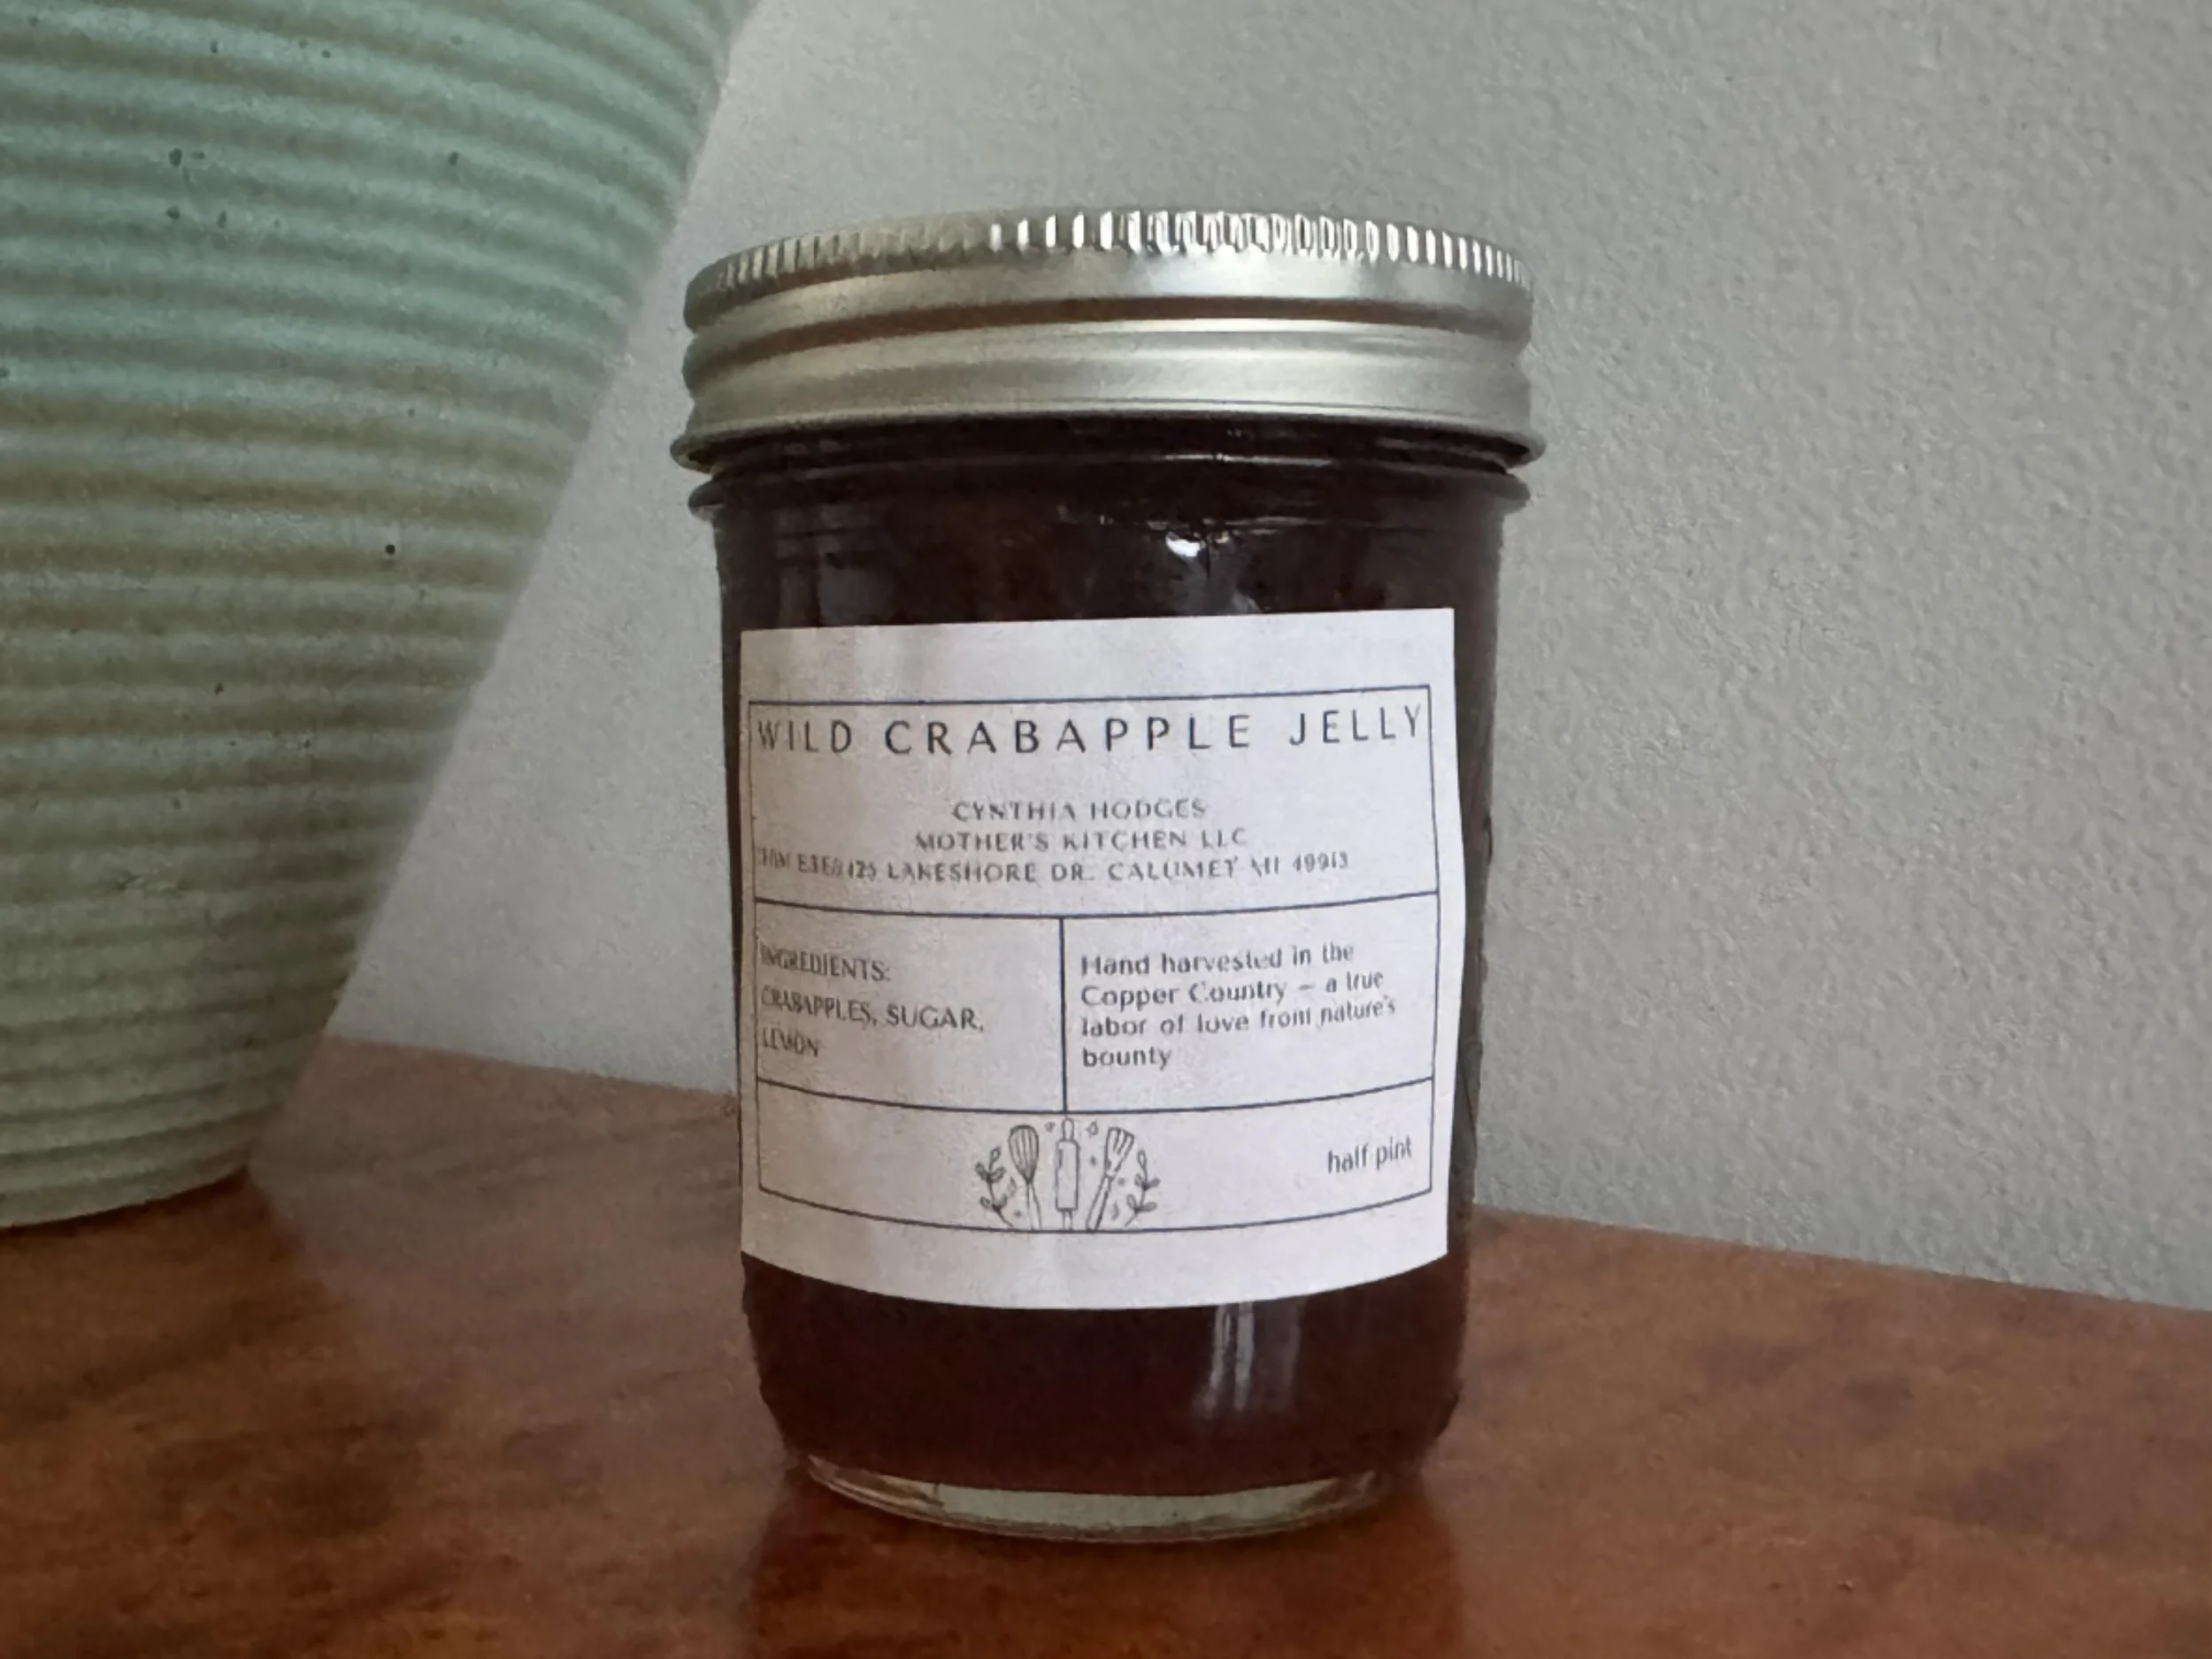 WILD CRABAPPLE JELLY
CYNTHIA HODGES
MOTHER'S KITCHEN LLC
LAKESHORE DR. CALUMET MI 49913
INGREDIENTS:
CRABAPPLES, SUGAR,
LEMON
Hand harvested in the
Copper Country – a true
labor of love from nature's
bounty
half pint